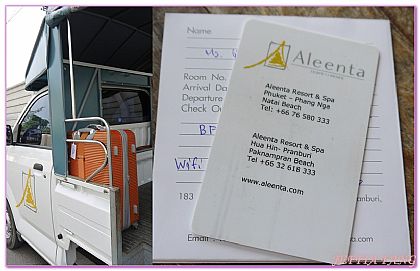 Name
Aleenta
Room No.
Arrival Da
Departure
Check Ou
BF
Wifi
183
Email :
Aleenta Resort & Spa
Phuket – Phang Nga
Natai Beach
Tel: +66 76 580 333
Aleenta Resort & Spa
Hua Hin- Pranburi
Paknampran Beach
Tel +66 32 618 333
www.aleenta.com
nburi,